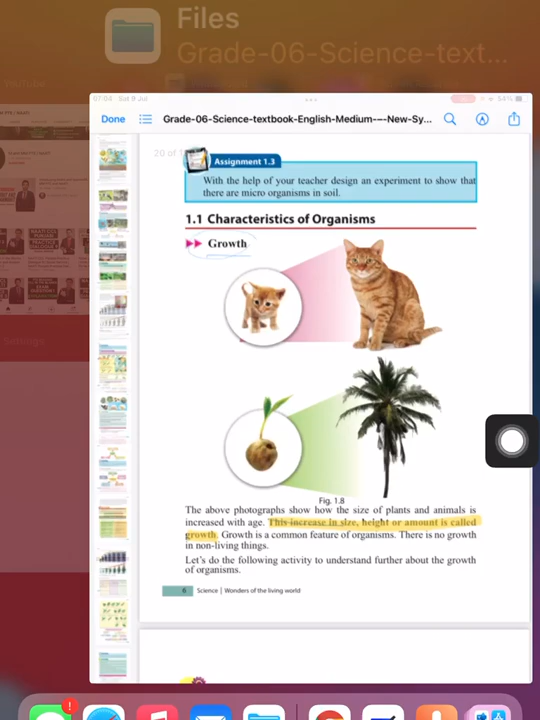 Files
Grade-06-Science-text...
YouTube
07:04 Sat 9 Jul
54%
Done
Grade-06-Science-textbook-English-Medium-–-New-Sy...
20 of 1
Assignment 1.3
With the help of your teacher design an experiment to show that
there are micro organisms in soil.
1.1 Characteristics of Organisms
Growth
Fig. 1.8
The above photographs show how the size of plants and animals is
increased with age. This increase in size, height or amount is called
growth. Growth is a common feature of organisms. There is no growth
in non-living things.
Let's do the following activity to understand further about the growth
of organisms.
6 Science | Wonders of the living world
Settings